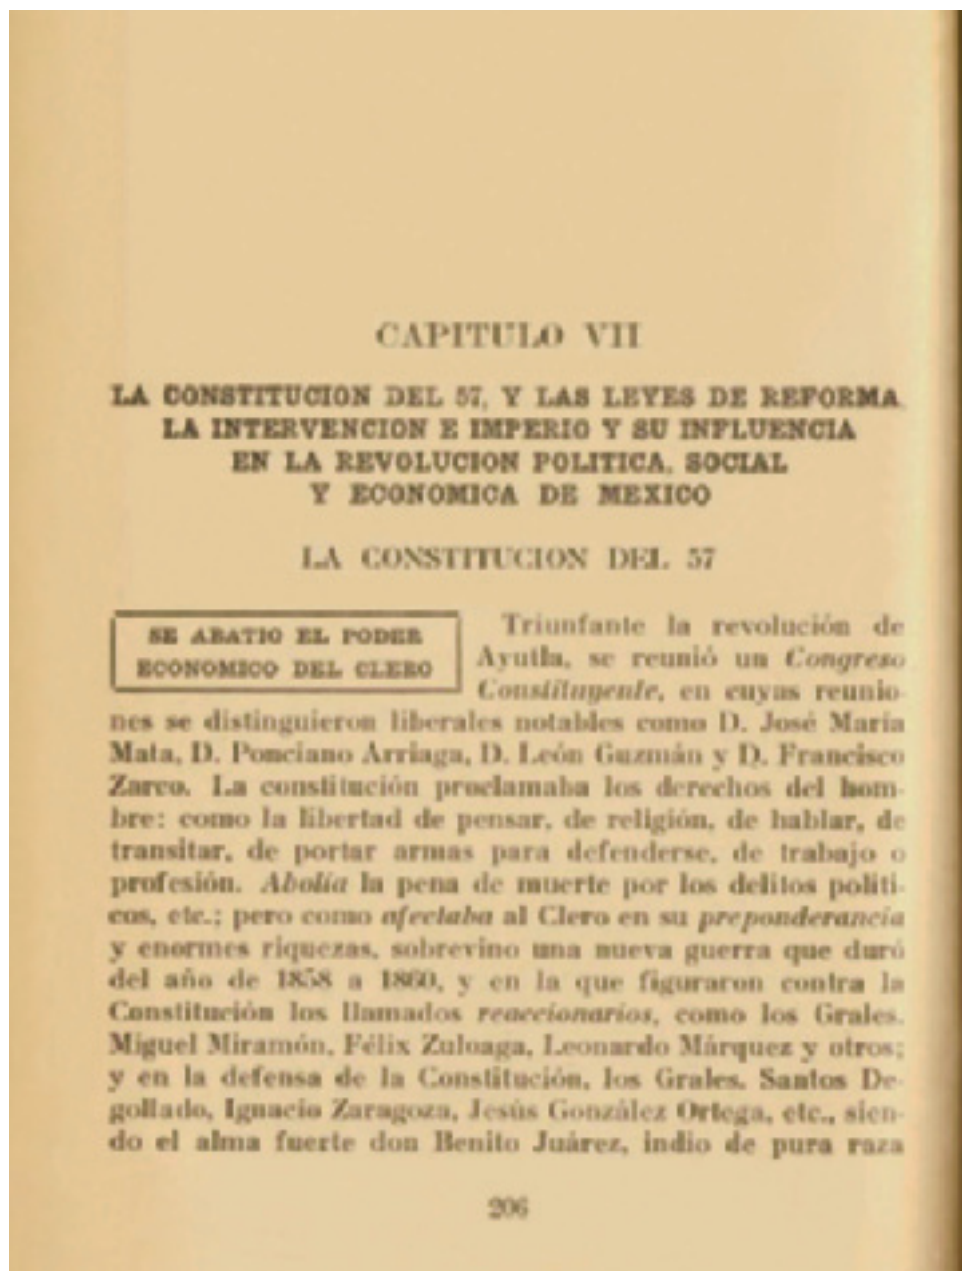 CAPITULO VII
LA CONSTITUCION DEL 57, Y LAS LEYES DE REFORMA,
LA INTERVENCION E IMPERIO Y SU INFLUENCIA
EN LA REVOLUCION POLITICA, SOCIAL
Y ECONOMICA DE MEXICO
LA CONSTITUCION DEL 57
SE ABATIO EL PODER
ECONOMICO DEL CLERO
Triunfante la revolución de
Ayutla, se reunió un Congreso
Constituyente, en cuyas reunio-
nes se distinguieron liberales notables como D. José María
Mata, D. Ponciano Arriaga, D. León Guzmán y D. Francisco
Zarco. La constitución proclamaba los derechos del hom-
bre: como la libertad de pensar, de religión, de hablar, de
transitar, de portar armas para defenderse, de trabajo o
profesión. Abolía la pena de muerte por los delitos políti-
cos, etc.; pero como afectaba al Clero en su preponderancia
y enormes riquezas, sobrevino una nueva guerra que duró
del año de 1858 a 1860, y en la que figuraron contra la
Constitución los llamados reaccionarios, como los Grales.
Miguel Miramón, Félix Zuloaga, Leonardo Márquez y otros;
y en la defensa de la Constitución, los Grales. Santos De-
gollado, Ignacio Zaragoza, Jesús González Ortega, etc., sien-
do el alma fuerte don Benito Juárez, indio de pura raza
206